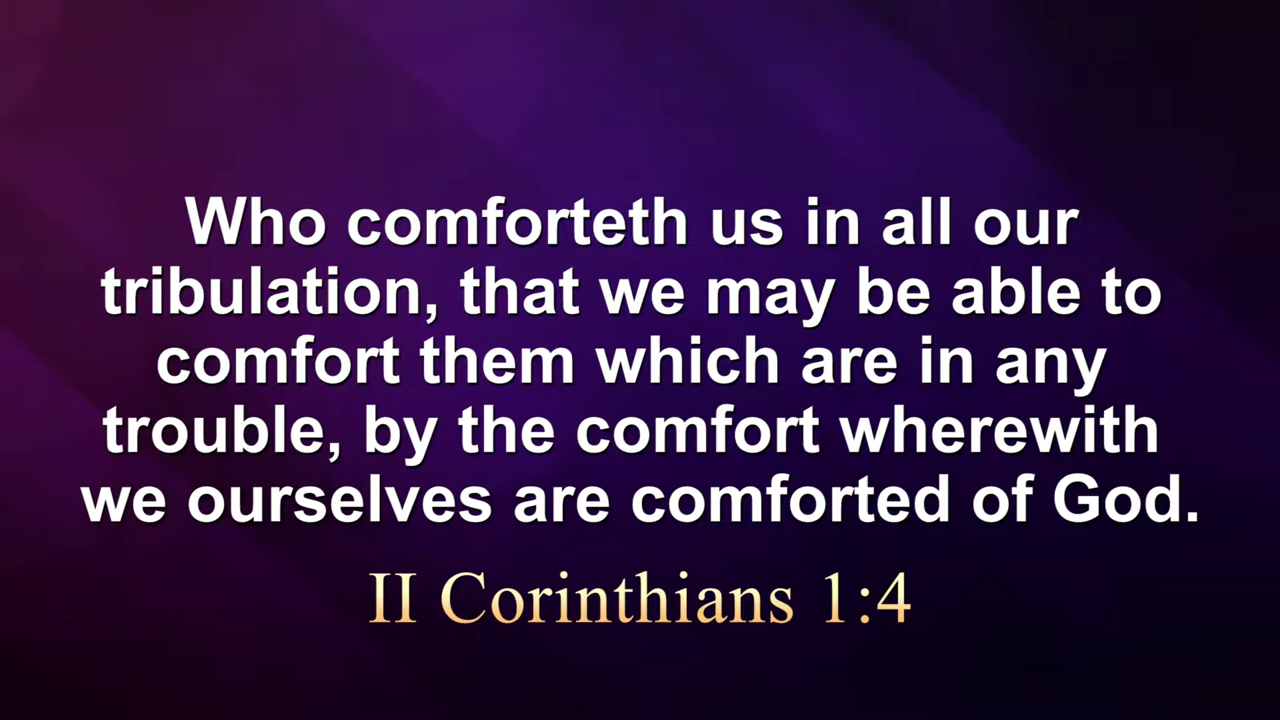 Who comforteth us in all our
tribulation, that we may be able to
comfort them which are in any
trouble, by the comfort wherewith
we ourselves are comforted of God.
II Corinthians 1:4